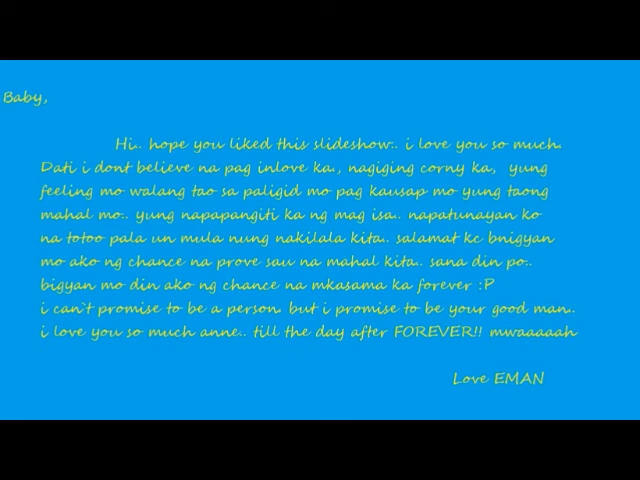 Baby,
Hi.. hope you liked this slideshow.. i love you so much.
Dati i dont believe na pag inlove ka., nagiging corny ka, yung
feeling mo walang tao sa paligid mo pag kausap mo yung taong
mahal mo.. yung napapangiti ka ng mag isa.. napatunayan ko
na totoo pala un mula nung nakilala kita.. salamat kc bnigyan
mo ako ng chance na prove sau na mahal kita.. sana din po..
bigyan mo din ako ng chance na mkasama ka forever :P
i can`t promise to be a person, but i promise to be your good man..
i love you so much anne.. till the day after FOREVER!! mwaaaaah
Love EMAN